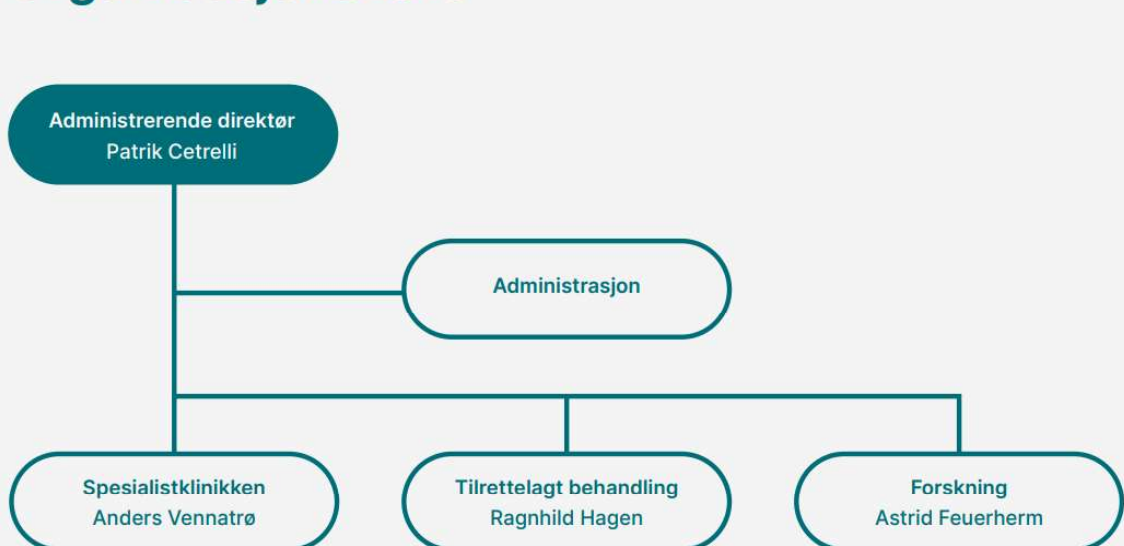 Administrerende direktør
Patrik Cetrelli
Administrasjon
Spesialistklinikken
Anders Vennatrø
Tilrettelagt behandling
Ragnhild Hagen
Forskning
Astrid Feuerherm